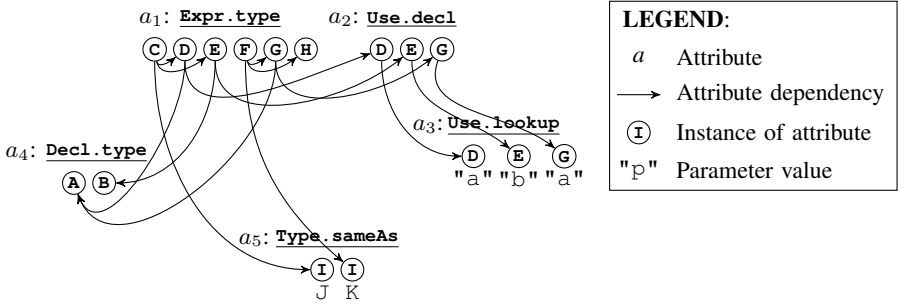 a₁: Expr.type
a₂: Use.decl
C D E F G H
D E G
a₃: Use.lookup
D E G
"a" "b" "a"
a₄: Decl.type
A B
a₅: Type.sameAs
I I
J K
LEGEND:
a Attribute
Attribute dependency
I Instance of attribute
"p" Parameter value